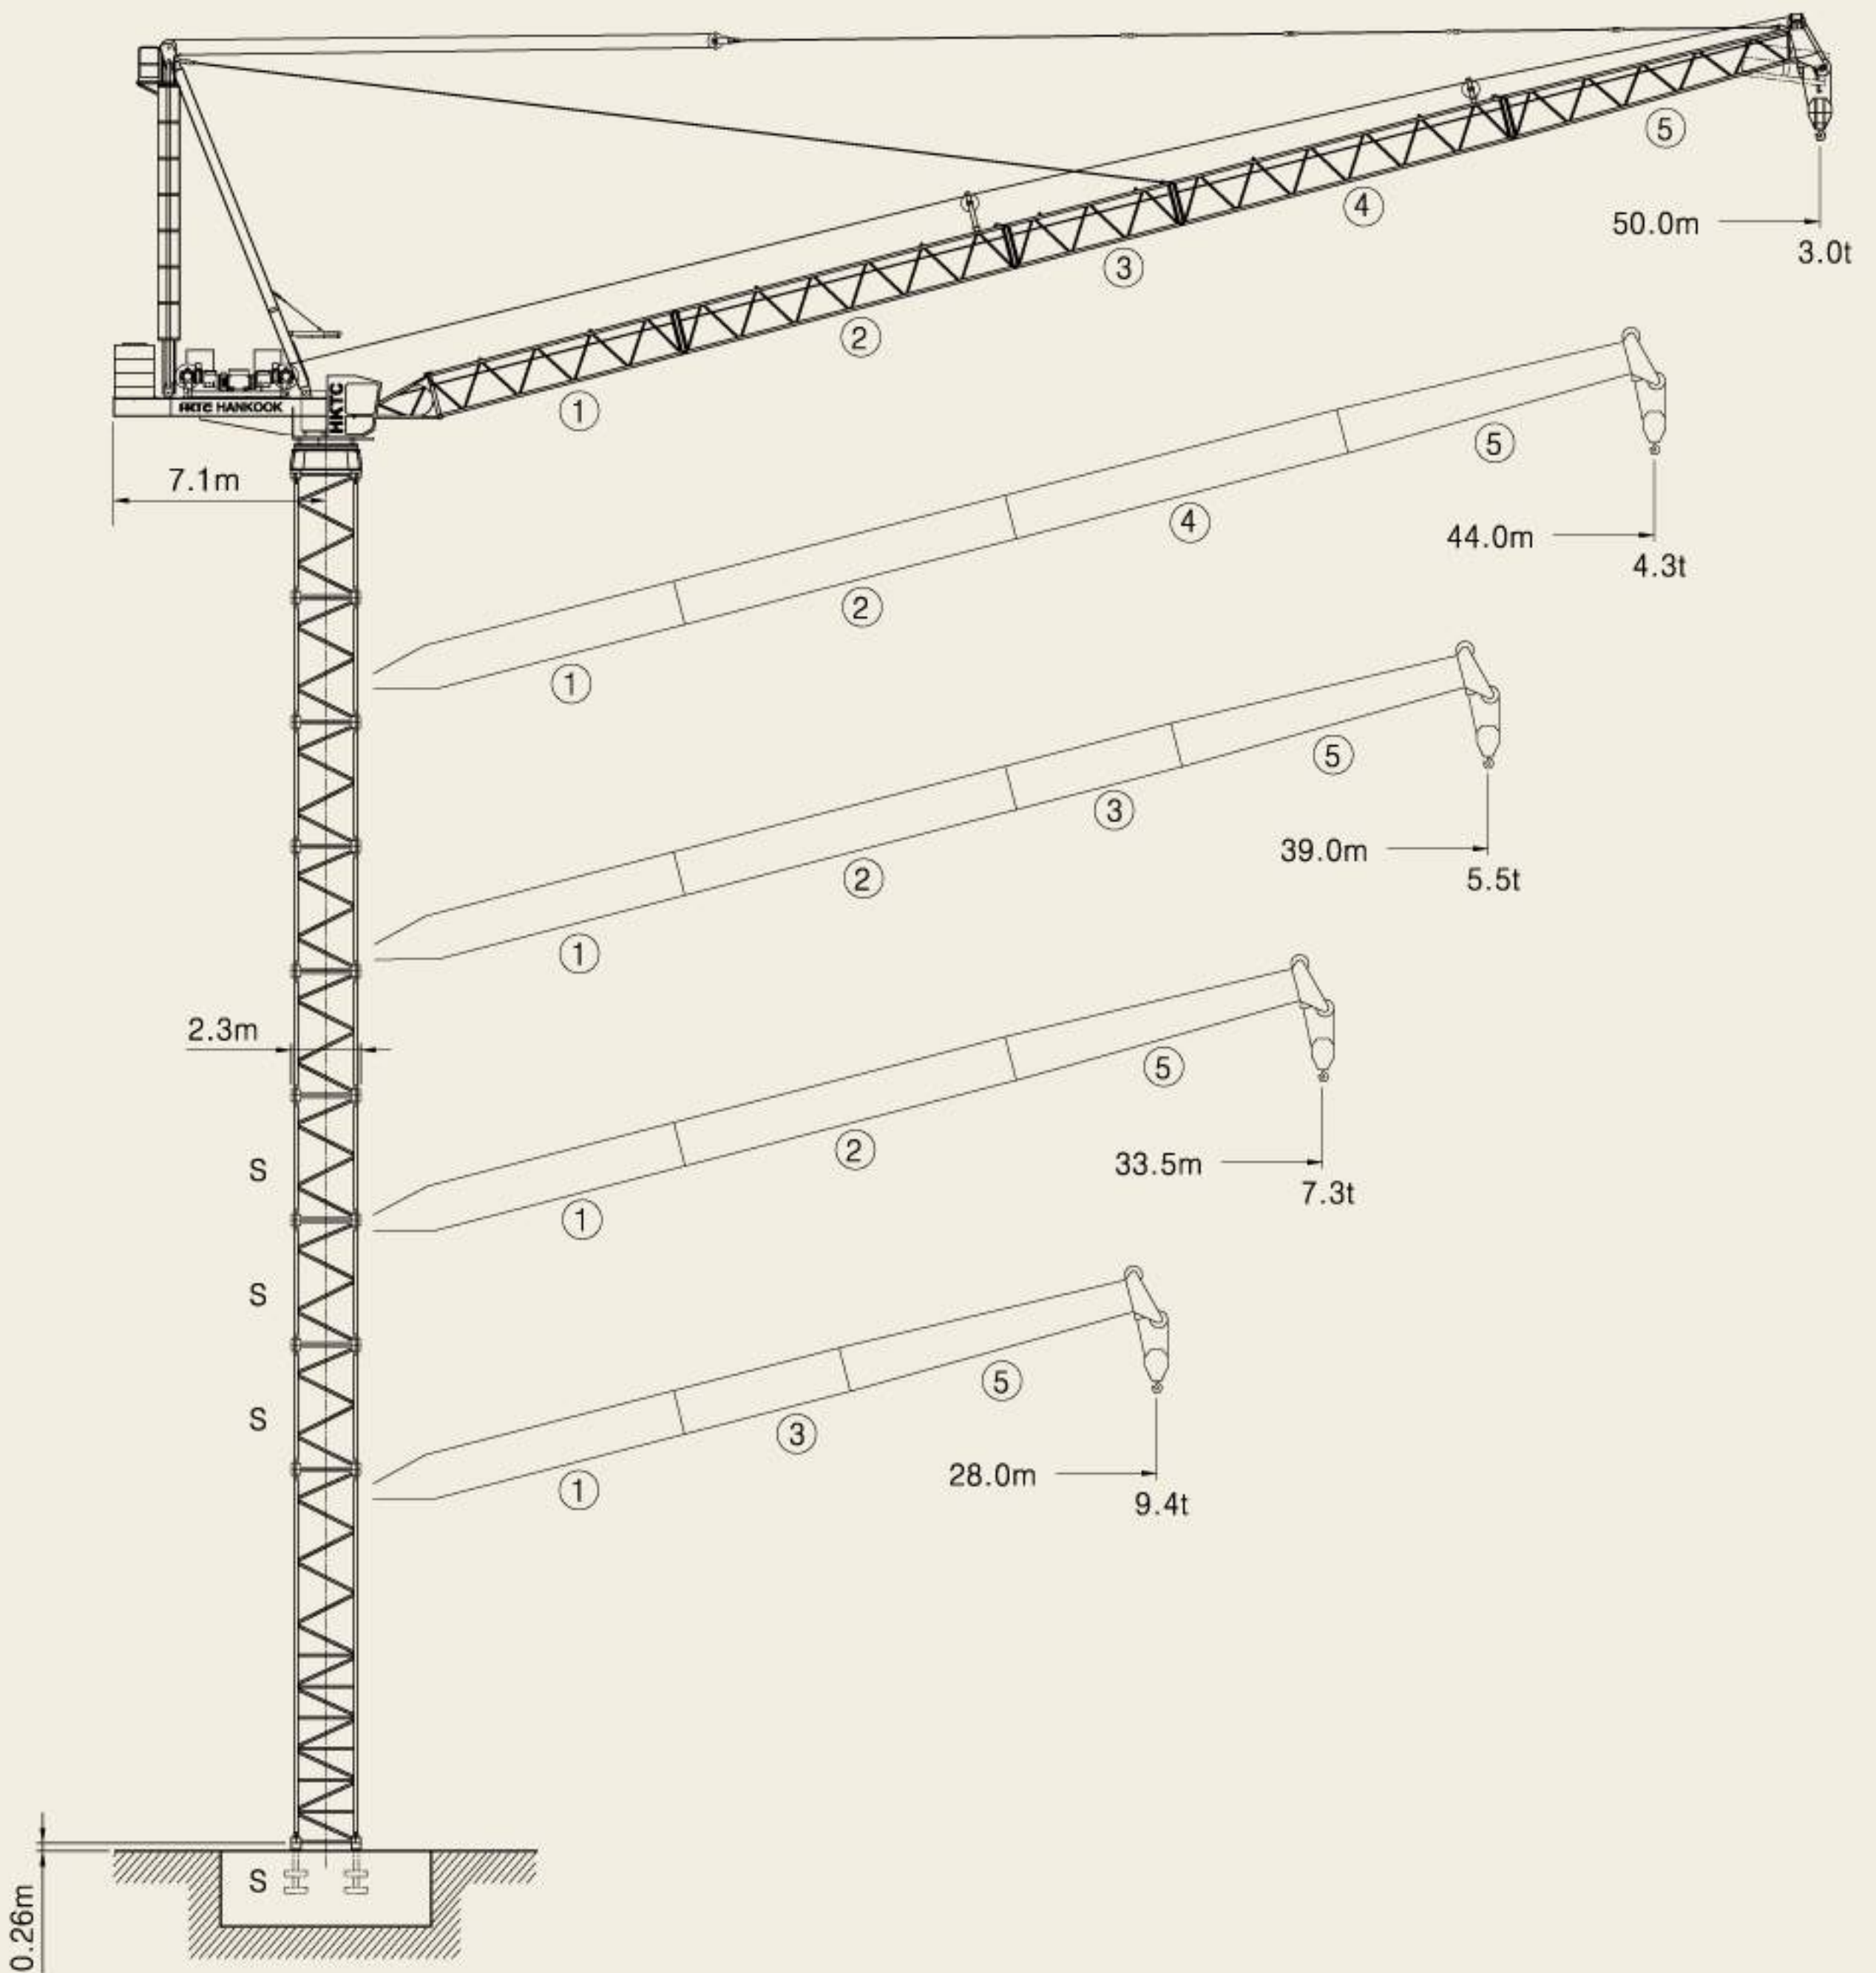 ⑤
④
50.0m
3.0t
③
②
HKTC
HKTC HANKOOK
①
7.1m
⑤
④
44.0m
4.3t
②
①
⑤
③
39.0m
5.5t
②
①
2.3m
⑤
②
33.5m
7.3t
S
①
S
⑤
③
S
28.0m
9.4t
①
S
0.26m